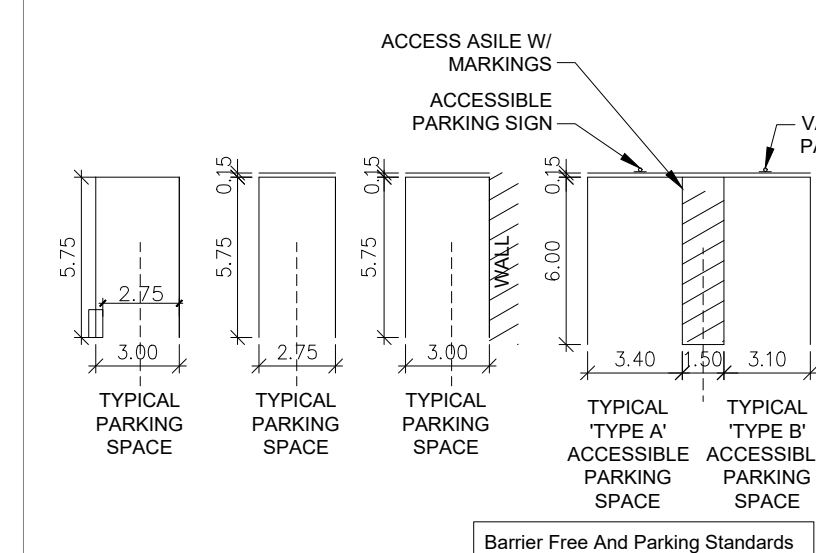 ACCESS ASILE W/
MARKINGS
ACCESSIBLE
PARKING SIGN
0.15
0.15
0.15
5.75
5.75
5.75
6.00
WALL
2.75
3.00
2.75
3.00
3.40
1.50
3.10
TYPICAL
PARKING
SPACE
TYPICAL
PARKING
SPACE
TYPICAL
PARKING
SPACE
TYPICAL
'TYPE A'
ACCESSIBLE
PARKING
SPACE
TYPICAL
'TYPE B'
ACCESSIBL
PARKING
SPACE
Barrier Free And Parking Standards